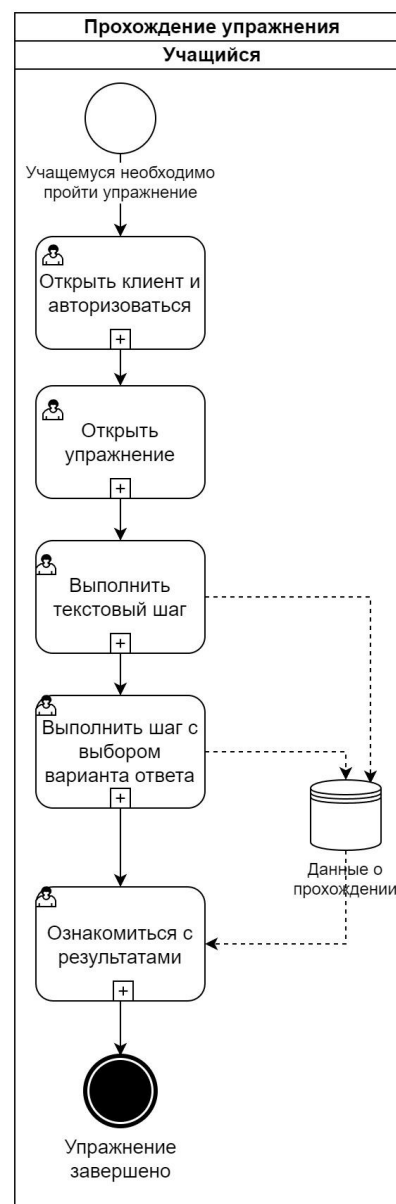 Прохождение упражнения
Учащийся
Учащемуся необходимо
пройти упражнение
Открыть клиент и
авторизоваться
Открыть
упражнение
Выполнить
текстовый шаг
Выполнить шаг с
выбором
варианта ответа
Данные о
прохождении
Ознакомиться с
результатами
Упражнение
завершено